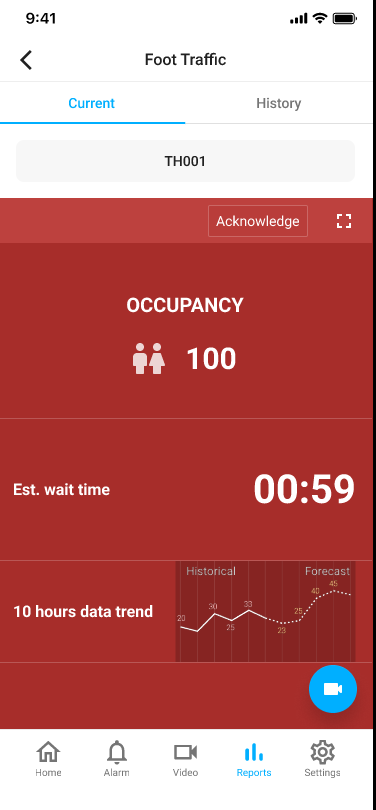 9:41
Foot Traffic
Current History
TH001
Acknowledge
OCCUPANCY
100
Est. wait time 00:59
Historical Forecast
10 hours data trend
20 30 25 33 23 25 40 45
Home Alarm Video Reports Settings